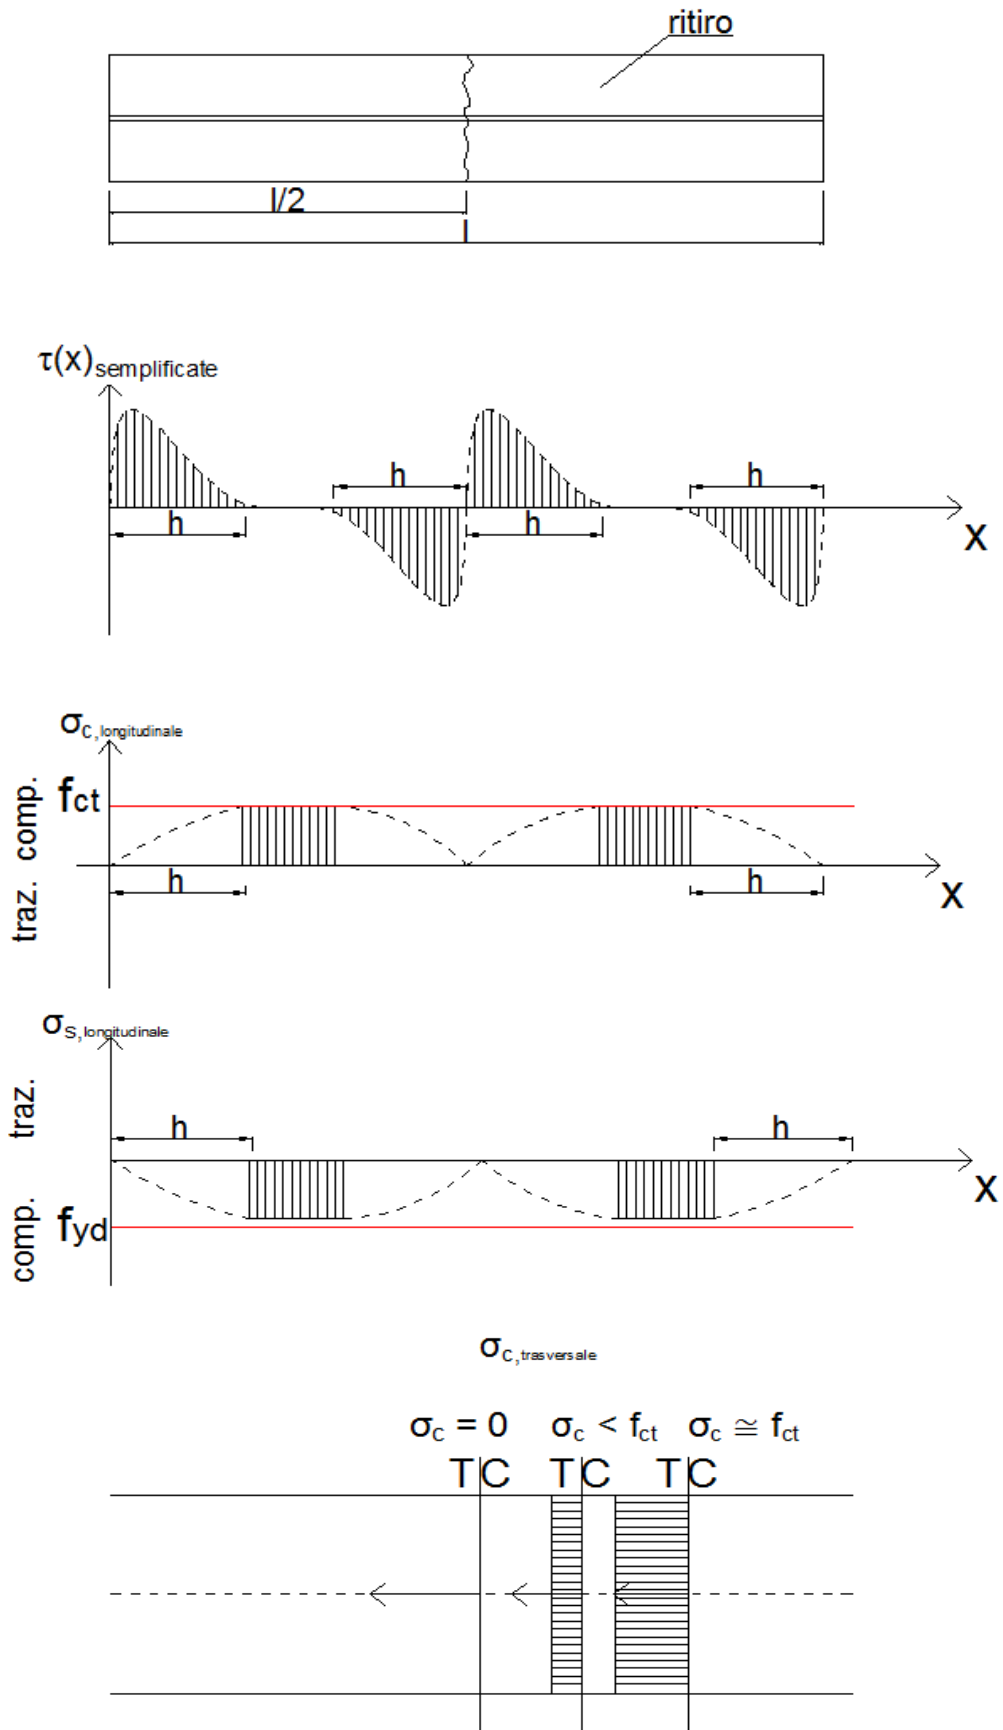 ritiro
l/2
l
τ(x)semplificate
h
h
h
h
x
σc,longitudinale
fct
comp.
traz.
h
h
x
σs,longitudinale
traz.
h
h
x
comp.
fyd
σc,trasversale
σc = 0 σc < fct σc ≅ fct
T C T C T C